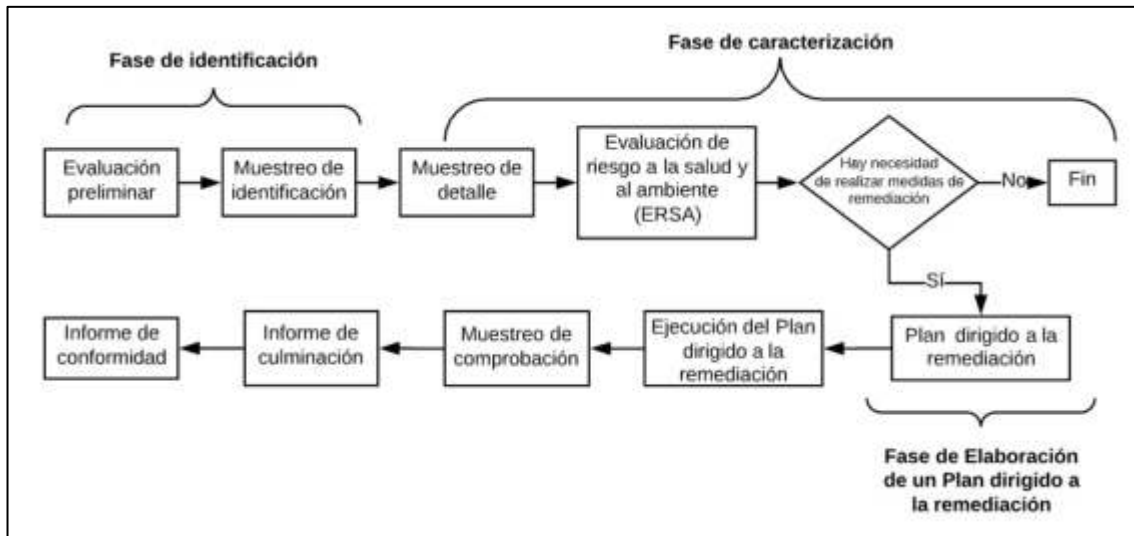 Fase de identificación
Fase de caracterización
Evaluación
preliminar
Muestreo de
identificación
Muestreo de
detalle
Evaluación de
riesgo a la salud y
al ambiente
(ERSA)
Hay necesidad
de realizar medidas de
remediación
No
Fin
Sí
Informe de
conformidad
Informe de
culminación
Muestreo de
comprobación
Ejecución del Plan
dirigido a la
remediación
Plan dirigido a la
remediación
Fase de Elaboración
de un Plan dirigido a
la remediación